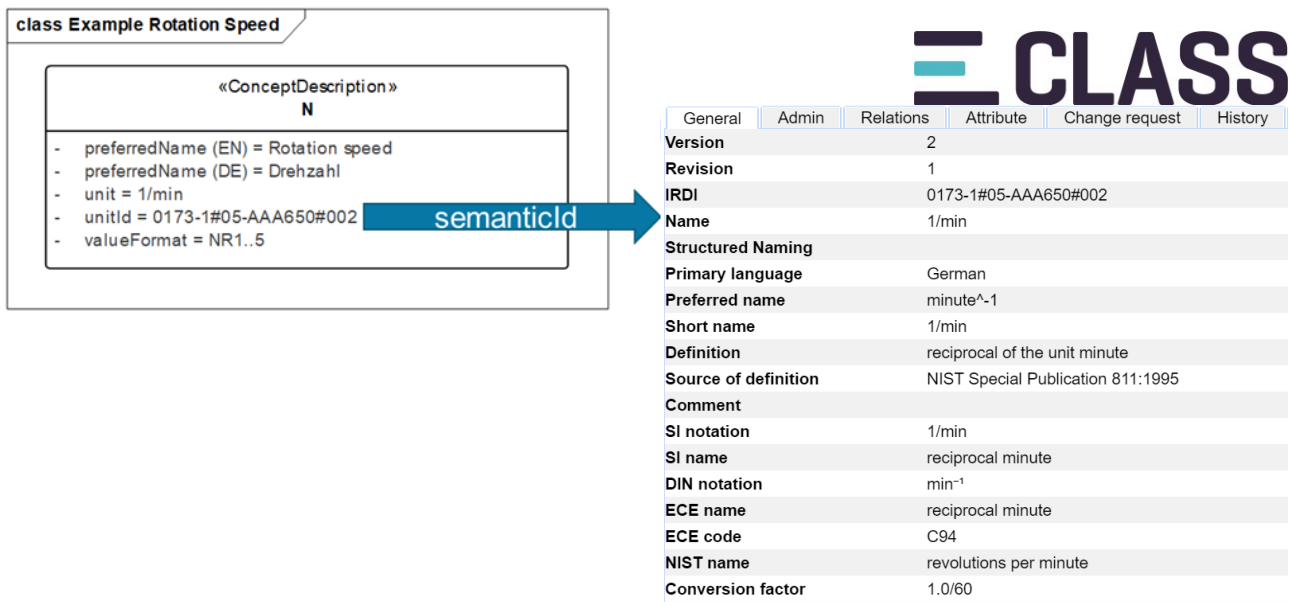 class Example Rotation Speed
«ConceptDescription»
N
- preferredName (EN) = Rotation speed
- preferredName (DE) = Drehzahl
- unit = 1/min
- unitId = 0173-1#05-AAA650#002
- valueFormat = NR1..5
semanticId
ECLASS
General Admin Relations Attribute Change request History
Version 2
Revision 1
IRDI 0173-1#05-AAA650#002
Name 1/min
Structured Naming
Primary language German
Preferred name minute^-1
Short name 1/min
Definition reciprocal of the unit minute
Source of definition NIST Special Publication 811:1995
Comment
SI notation 1/min
SI name reciprocal minute
DIN notation min⁻¹
ECE name reciprocal minute
ECE code C94
NIST name revolutions per minute
Conversion factor 1.0/60